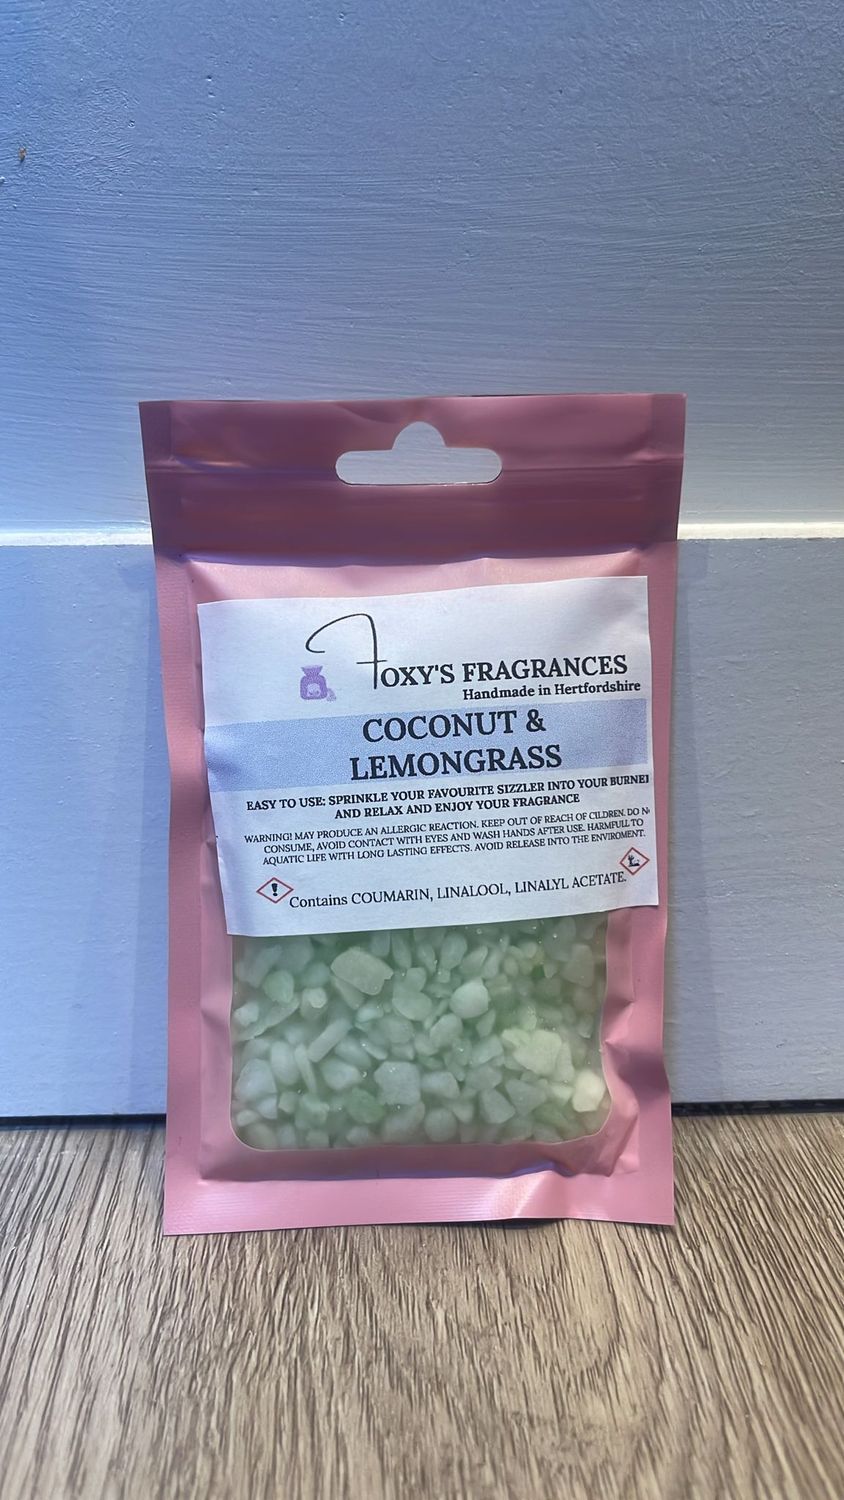 FOXY'S FRAGRANCES
Handmade in Hertfordshire
COCONUT &
LEMONGRASS
EASY TO USE: SPRINKLE YOUR FAVOURITE SIZZLER INTO YOUR BURNE
AND RELAX AND ENJOY YOUR FRAGRANCE
WARNING! MAY PRODUCE AN ALLERGIC REACTION. KEEP OUT OF REACH OF CILDREN. DO N
CONSUME, AVOID CONTACT WITH EYES AND WASH HANDS AFTER USE. HARMFULL TO
AQUATIC LIFE WITH LONG LASTING EFFECTS. AVOID RELEASE INTO THE ENVIROMENT.
Contains COUMARIN, LINALOOL, LINALYL ACETATE.